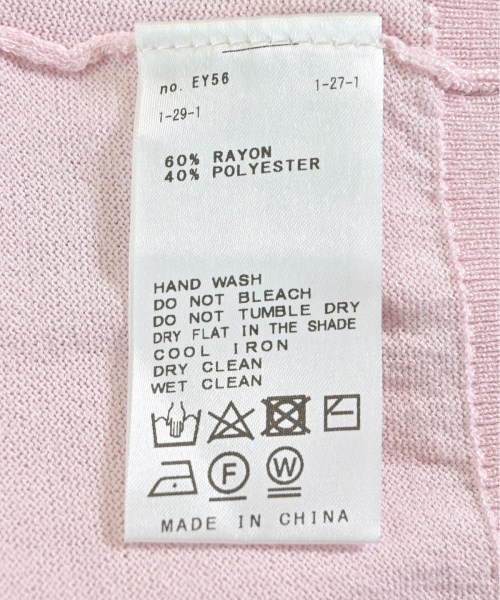 no. EY56 1-27-1
1-29-1
60% RAYON
40% POLYESTER
HAND WASH
DO NOT BLEACH
DO NOT TUMBLE DRY
DRY FLAT IN THE SHADE
COOL IRON
DRY CLEAN
WET CLEAN
F W
MADE IN CHINA